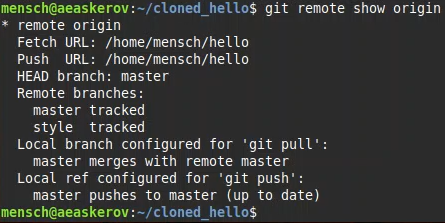 mensch@aeaskerov:~/cloned_hello$ git remote show origin
* remote origin
  Fetch URL: /home/mensch/hello
  Push  URL: /home/mensch/hello
  HEAD branch: master
  Remote branches:
    master tracked
    style  tracked
  Local branch configured for 'git pull':
    master merges with remote master
  Local ref configured for 'git push':
    master pushes to master (up to date)
mensch@aeaskerov:~/cloned_hello$